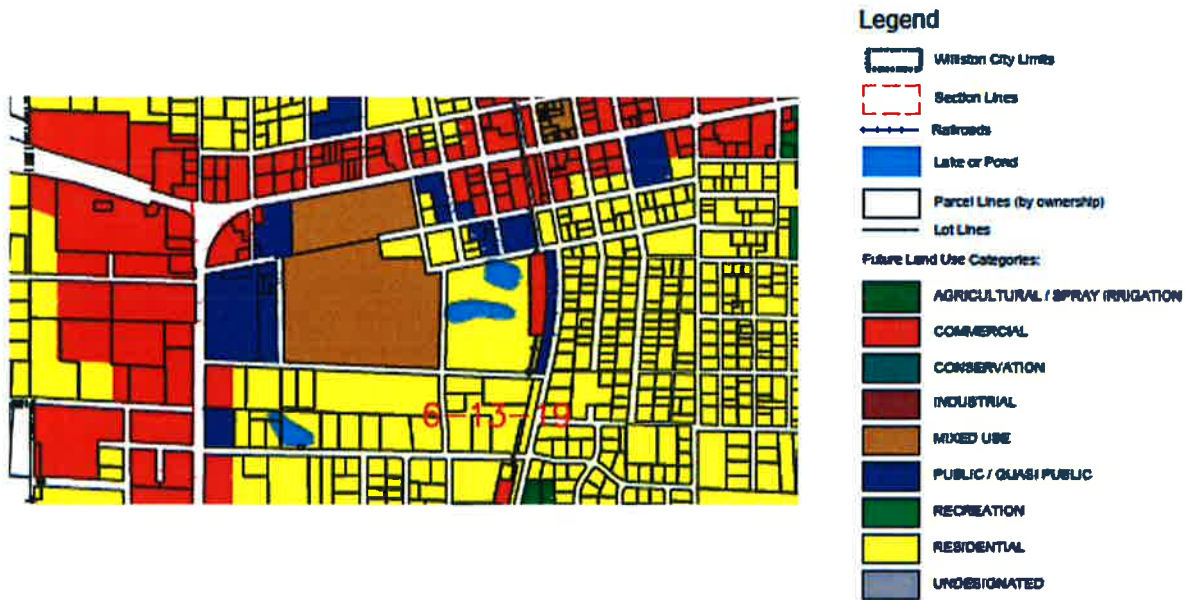 Legend
Williston City Limits
Section Lines
Railroads
Lake or Pond
Parcel Lines (by ownership)
Lot Lines
Future Land Use Categories:
AGRICULTURAL / SPRAY IRRIGATION
COMMERCIAL
CONSERVATION
INDUSTRIAL
MIXED USE
PUBLIC / QUASI PUBLIC
RECREATION
RESIDENTIAL
UNDESIGNATED
6-13-19